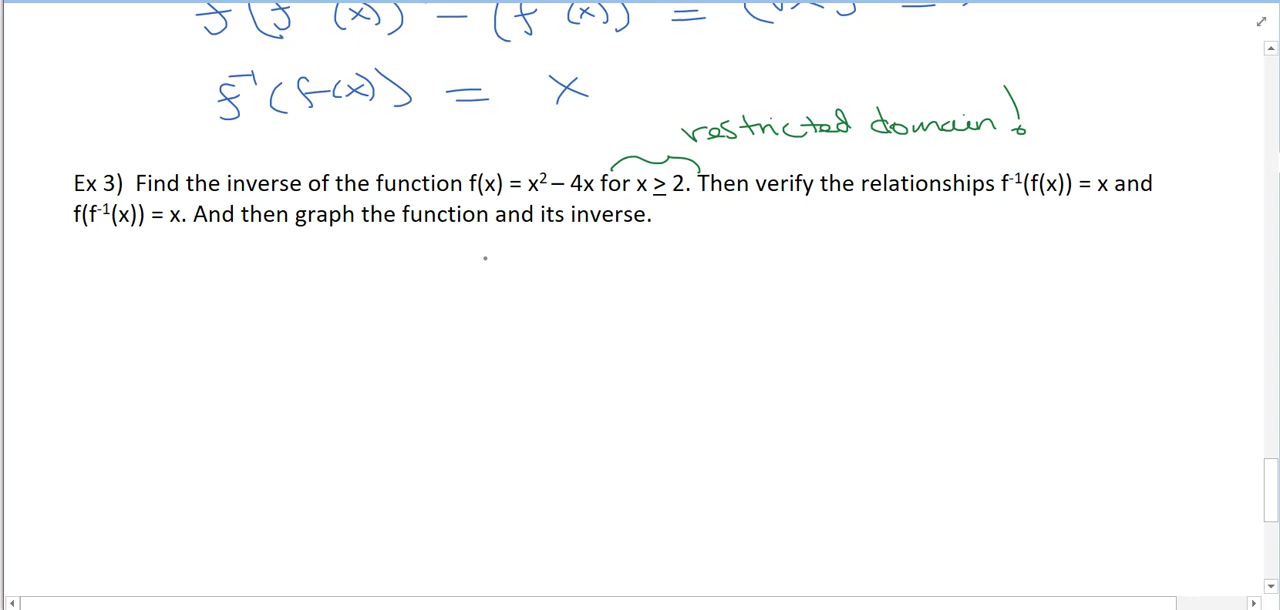 f(f (x)) = (f (x)) =
f⁻¹(f(x)) = x
restricted domain!
Ex 3) Find the inverse of the function f(x) = x² – 4x for x ≥ 2. Then verify the relationships f⁻¹(f(x)) = x and
f(f⁻¹(x)) = x. And then graph the function and its inverse.